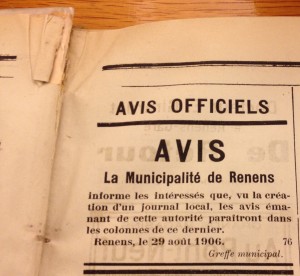 AVIS OFFICIELS
AVIS
La Municipalité de Renens
informe les intéressés que, vu la créa-
tion d'un journal local, les avis éma-
nant de cette autorité paraîtront dans
les colonnes de ce dernier.
Renens, le 29 août 1906. 76
Greffe municipal.